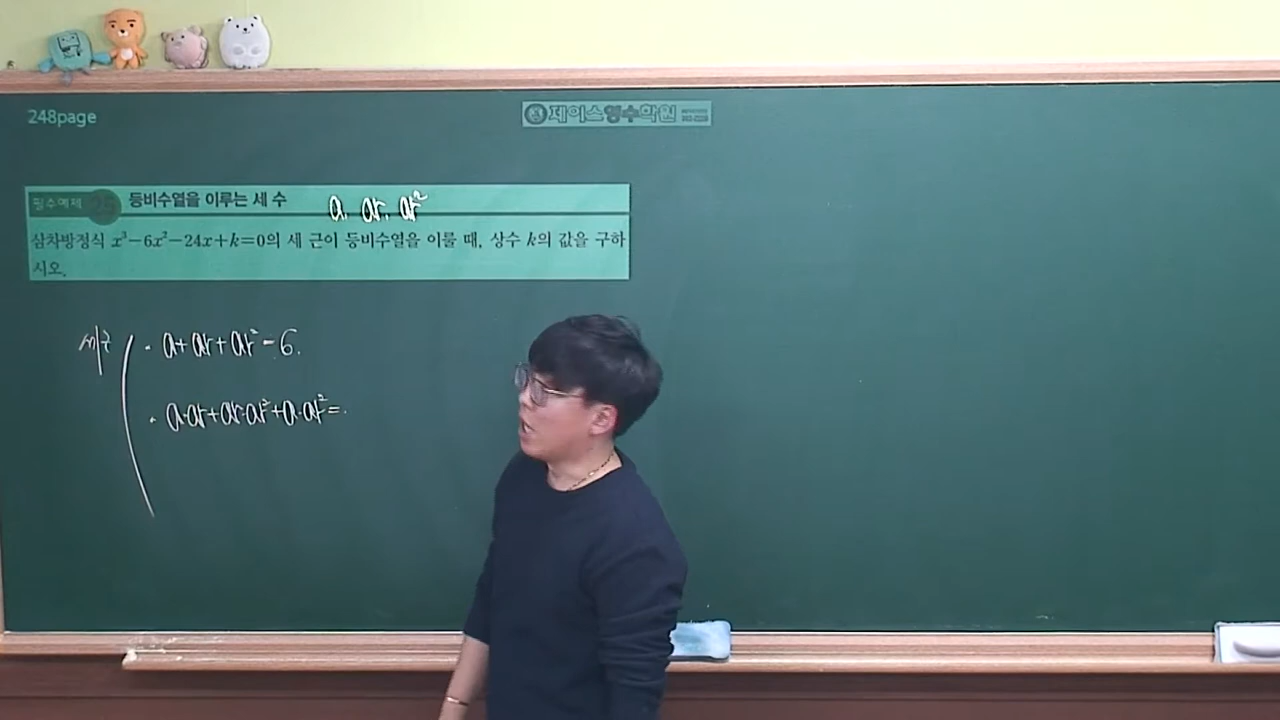 248page
제이스영수학원
필수예제 25 등비수열을 이루는 세 수
a, ar, ar²
삼차방정식 x³-6x²-24x+k=0의 세 근이 등비수열을 이룰 때, 상수 k의 값을 구하
시오.
a+ar+ar²=6.
a·ar+ar·ar²+a·ar²=